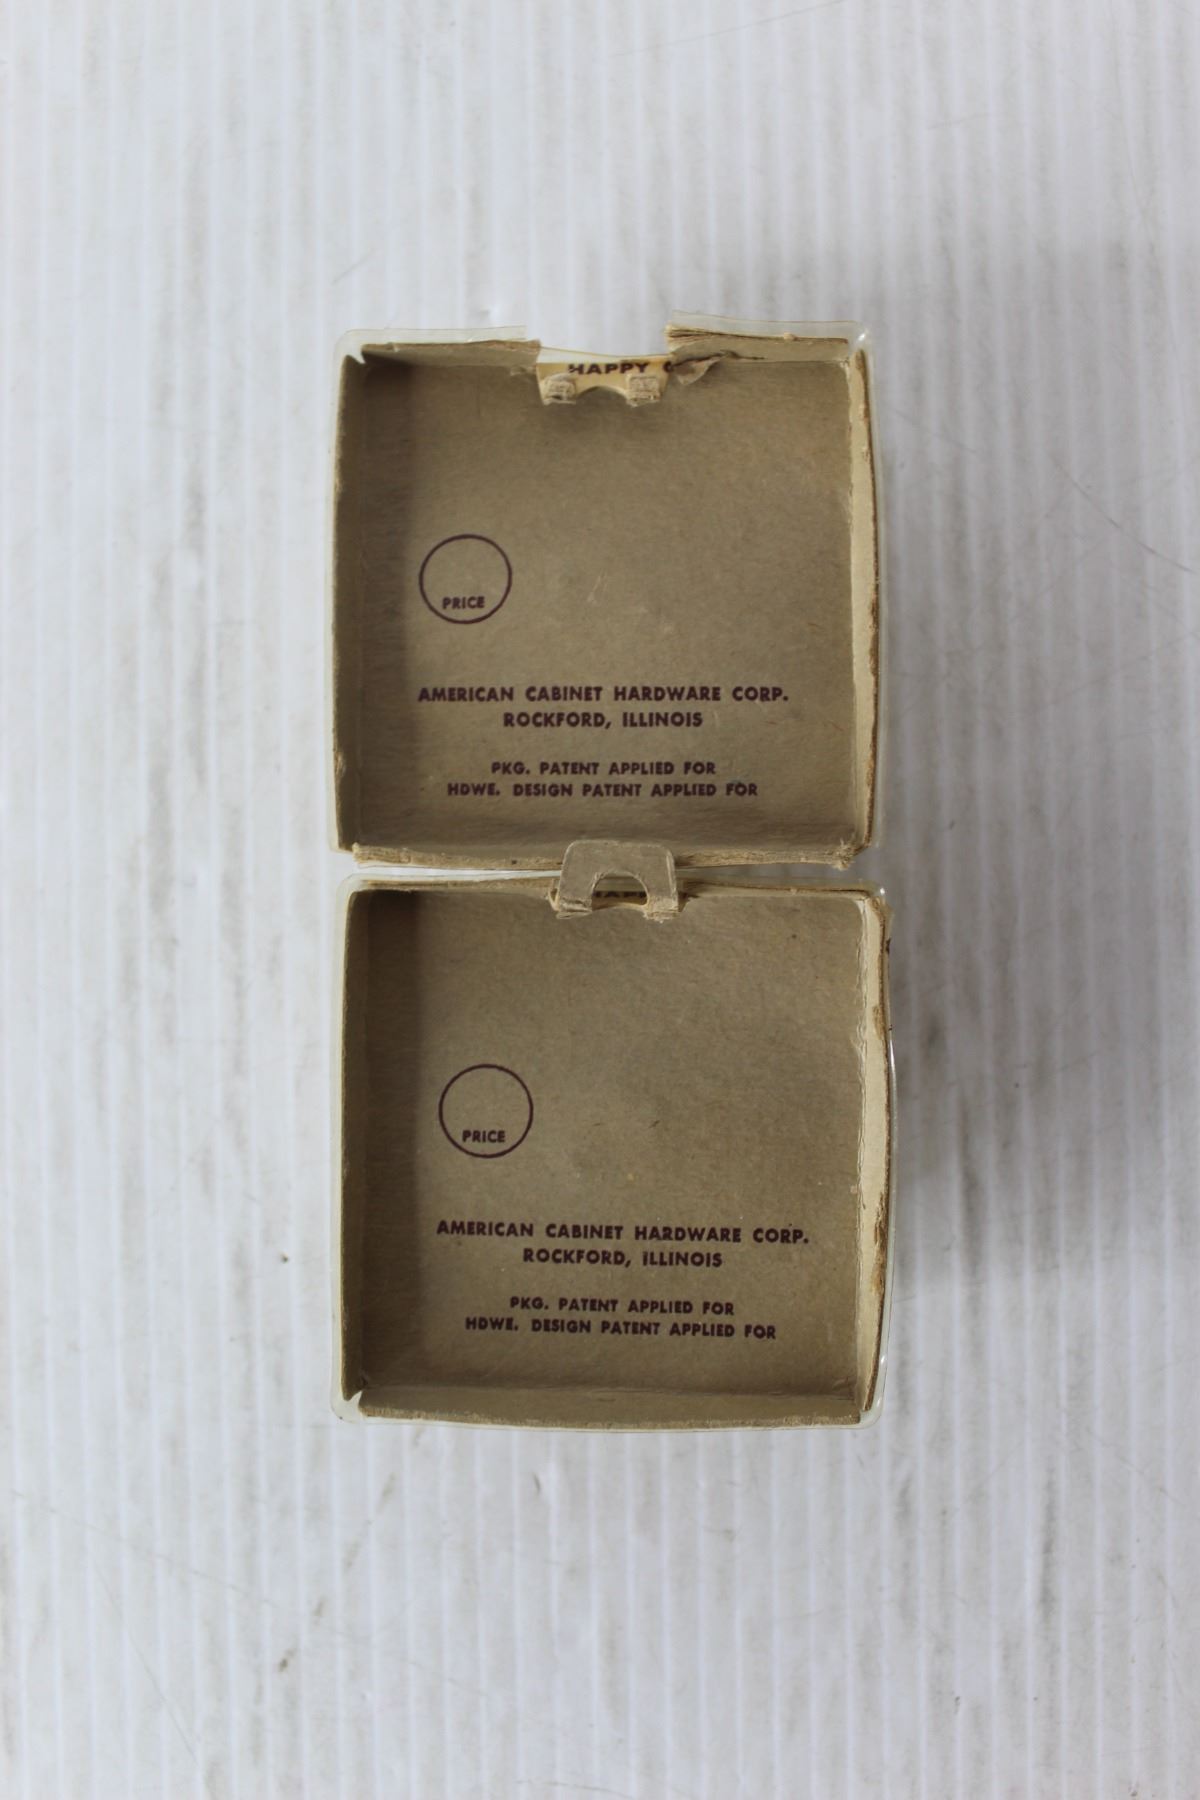 HAPPY
PRICE
AMERICAN CABINET HARDWARE CORP.
ROCKFORD, ILLINOIS
PKG. PATENT APPLIED FOR
HDWE. DESIGN PATENT APPLIED FOR
PRICE
AMERICAN CABINET HARDWARE CORP.
ROCKFORD, ILLINOIS
PKG. PATENT APPLIED FOR
HDWE. DESIGN PATENT APPLIED FOR